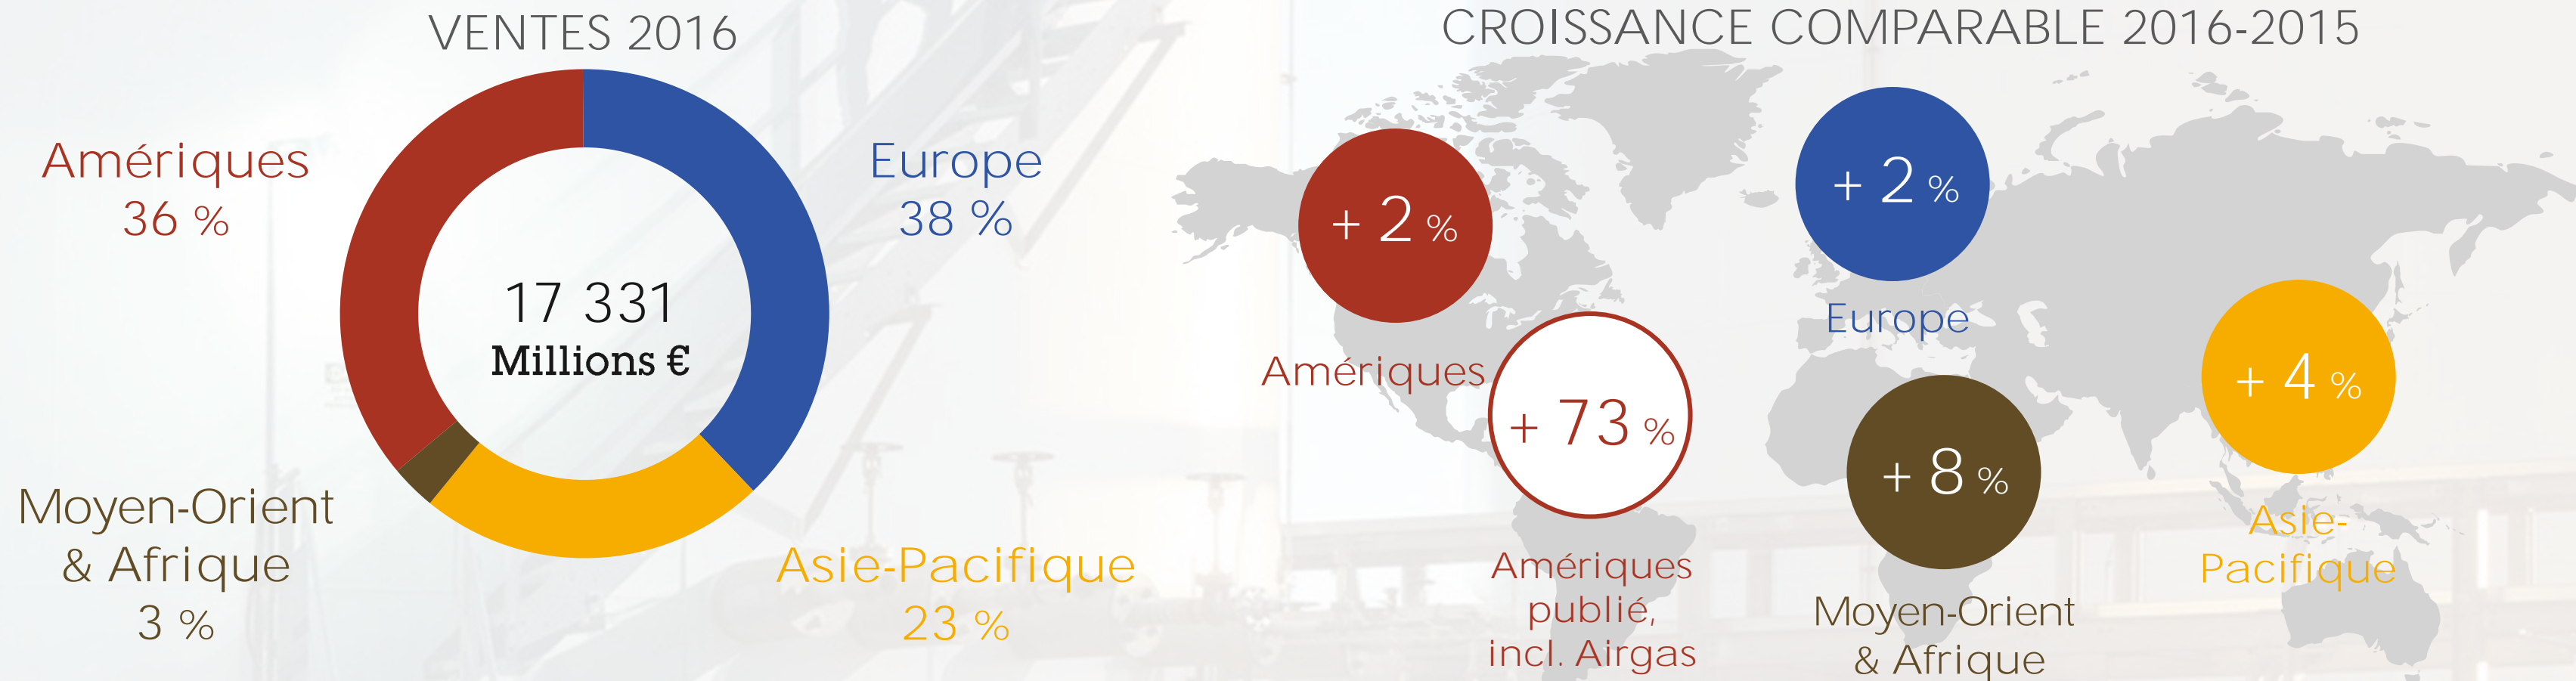 VENTES 2016
Amériques
36 %
Europe
38 %
17 331
Millions €
Moyen-Orient
& Afrique
3 %
Asie-Pacifique
23 %
CROISSANCE COMPARABLE 2016-2015
+ 2 %
Amériques
+ 73 %
Amériques
publié,
incl. Airgas
+ 2 %
Europe
+ 8 %
Moyen-Orient
& Afrique
+ 4 %
Asie-
Pacifique